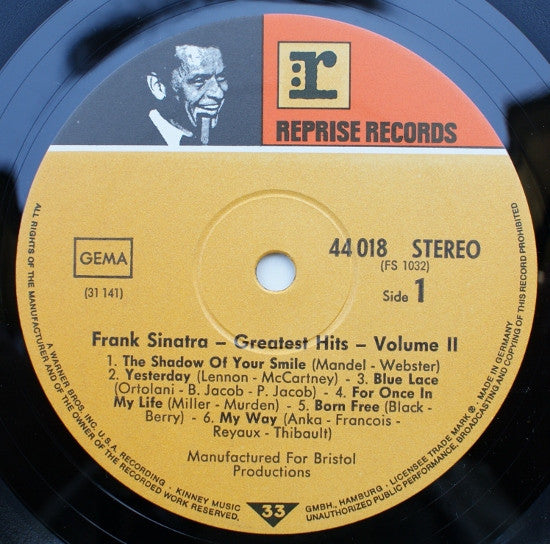 r
REPRISE RECORDS
GEMA
(31 141)
44 018 STEREO
(FS 1032)
Side 1
Frank Sinatra – Greatest Hits – Volume II
1. The Shadow Of Your Smile (Mandel - Webster)
2. Yesterday (Lennon - McCartney) - 3. Blue Lace
(Ortolani - B. Jacob - P. Jacob) - 4. For Once In
My Life (Miller - Murden) - 5. Born Free (Black -
Berry) - 6. My Way (Anka - Francois -
Reyaux - Thibault)
Manufactured For Bristol
Productions
33
ALL RIGHTS OF THE MANUFACTURER AND OF THE OWNER OF THE RECORDED WORK RESERVED.
A WARNER BROS. INC., U.S.A. RECORDING • KINNEY MUSIC GMBH., HAMBURG • LICENSEE TRADE MARK ® • MADE IN GERMANY
UNAUTHORIZED PUBLIC PERFORMANCE, BROADCASTING AND COPYING OF THIS RECORD PROHIBITED